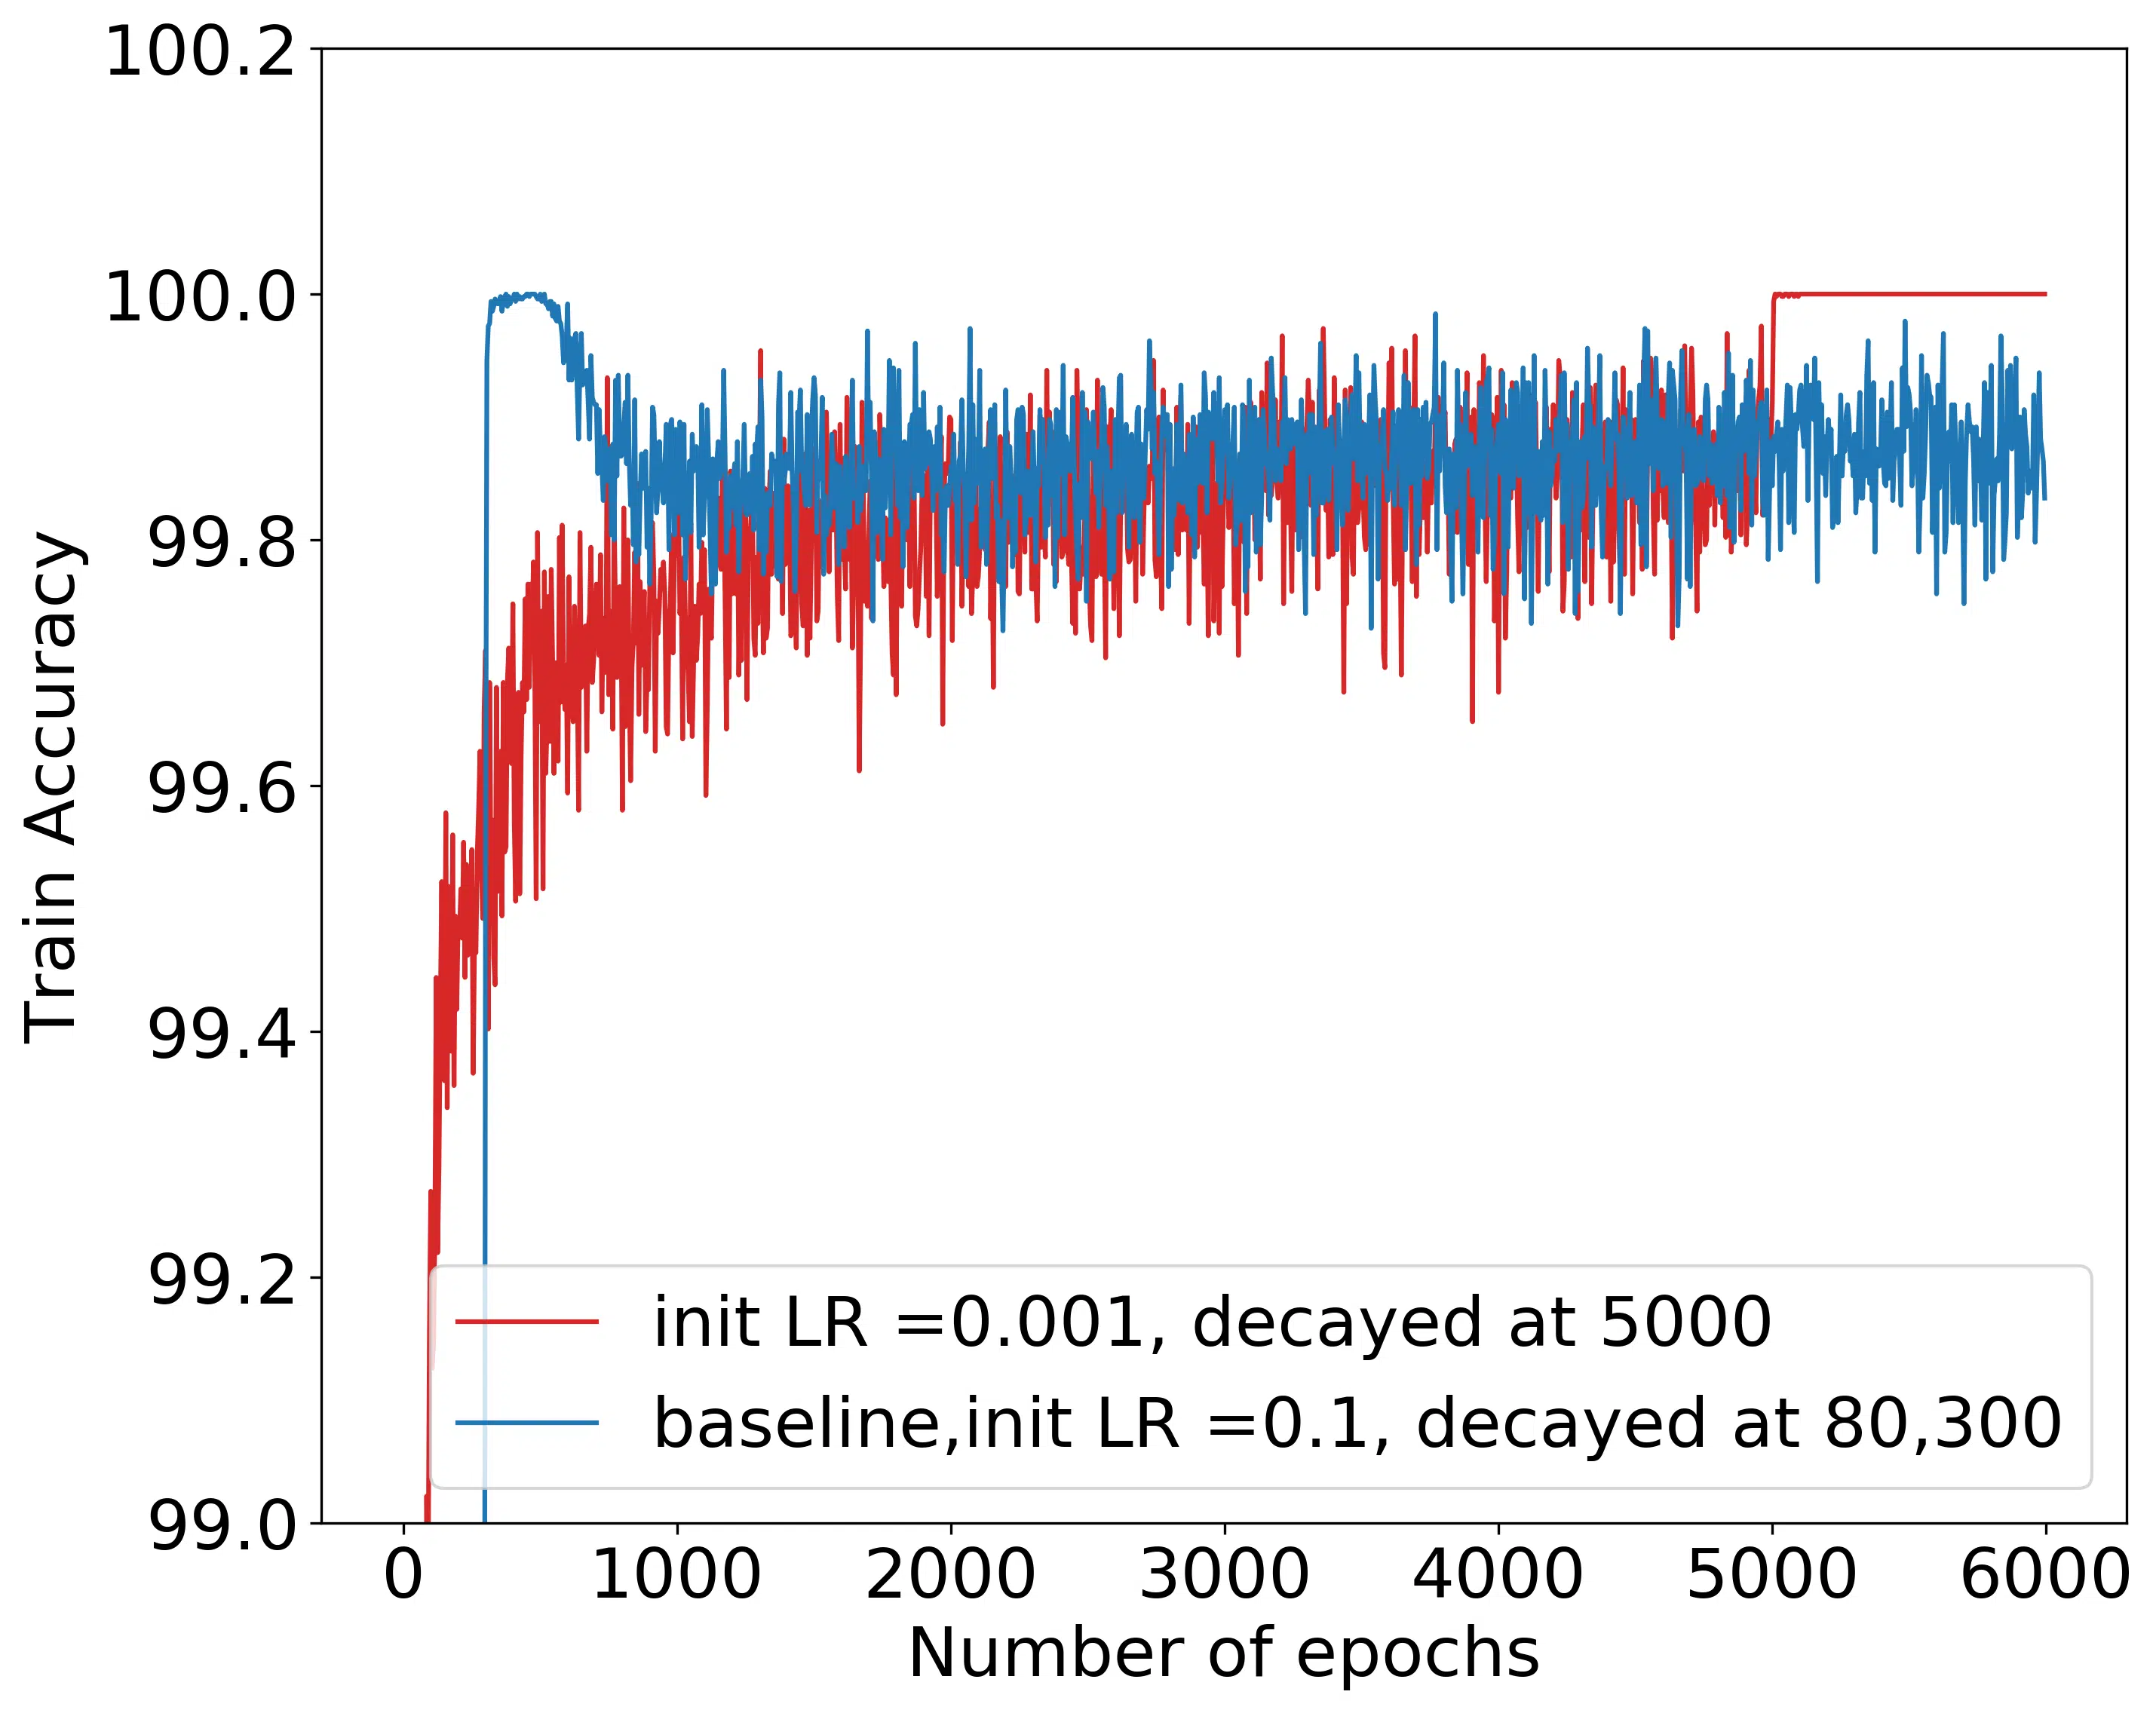 100.2
100.0
99.8
99.6
99.4
99.2
99.0
Train Accuracy
init LR =0.001, decayed at 5000
baseline,init LR =0.1, decayed at 80,300
0 1000 2000 3000 4000 5000 6000
Number of epochs